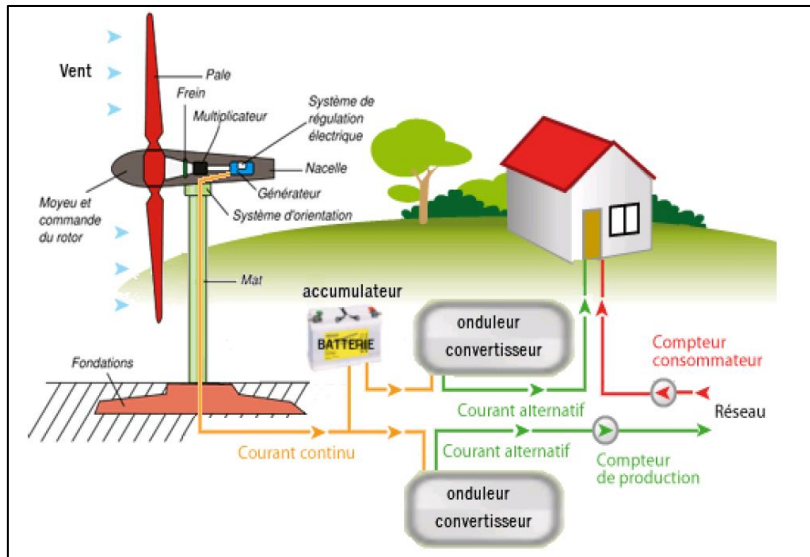 Vent
Pale
Frein
Multiplicateur
Système de
régulation
électrique
Nacelle
Générateur
Système d'orientation
Moyeu et
commande
du rotor
Mat
Fondations
accumulateur
BATTERIE
onduleur
convertisseur
Compteur
consommateur
Réseau
Courant alternatif
Courant continu
Courant alternatif
Compteur
de production
onduleur
convertisseur